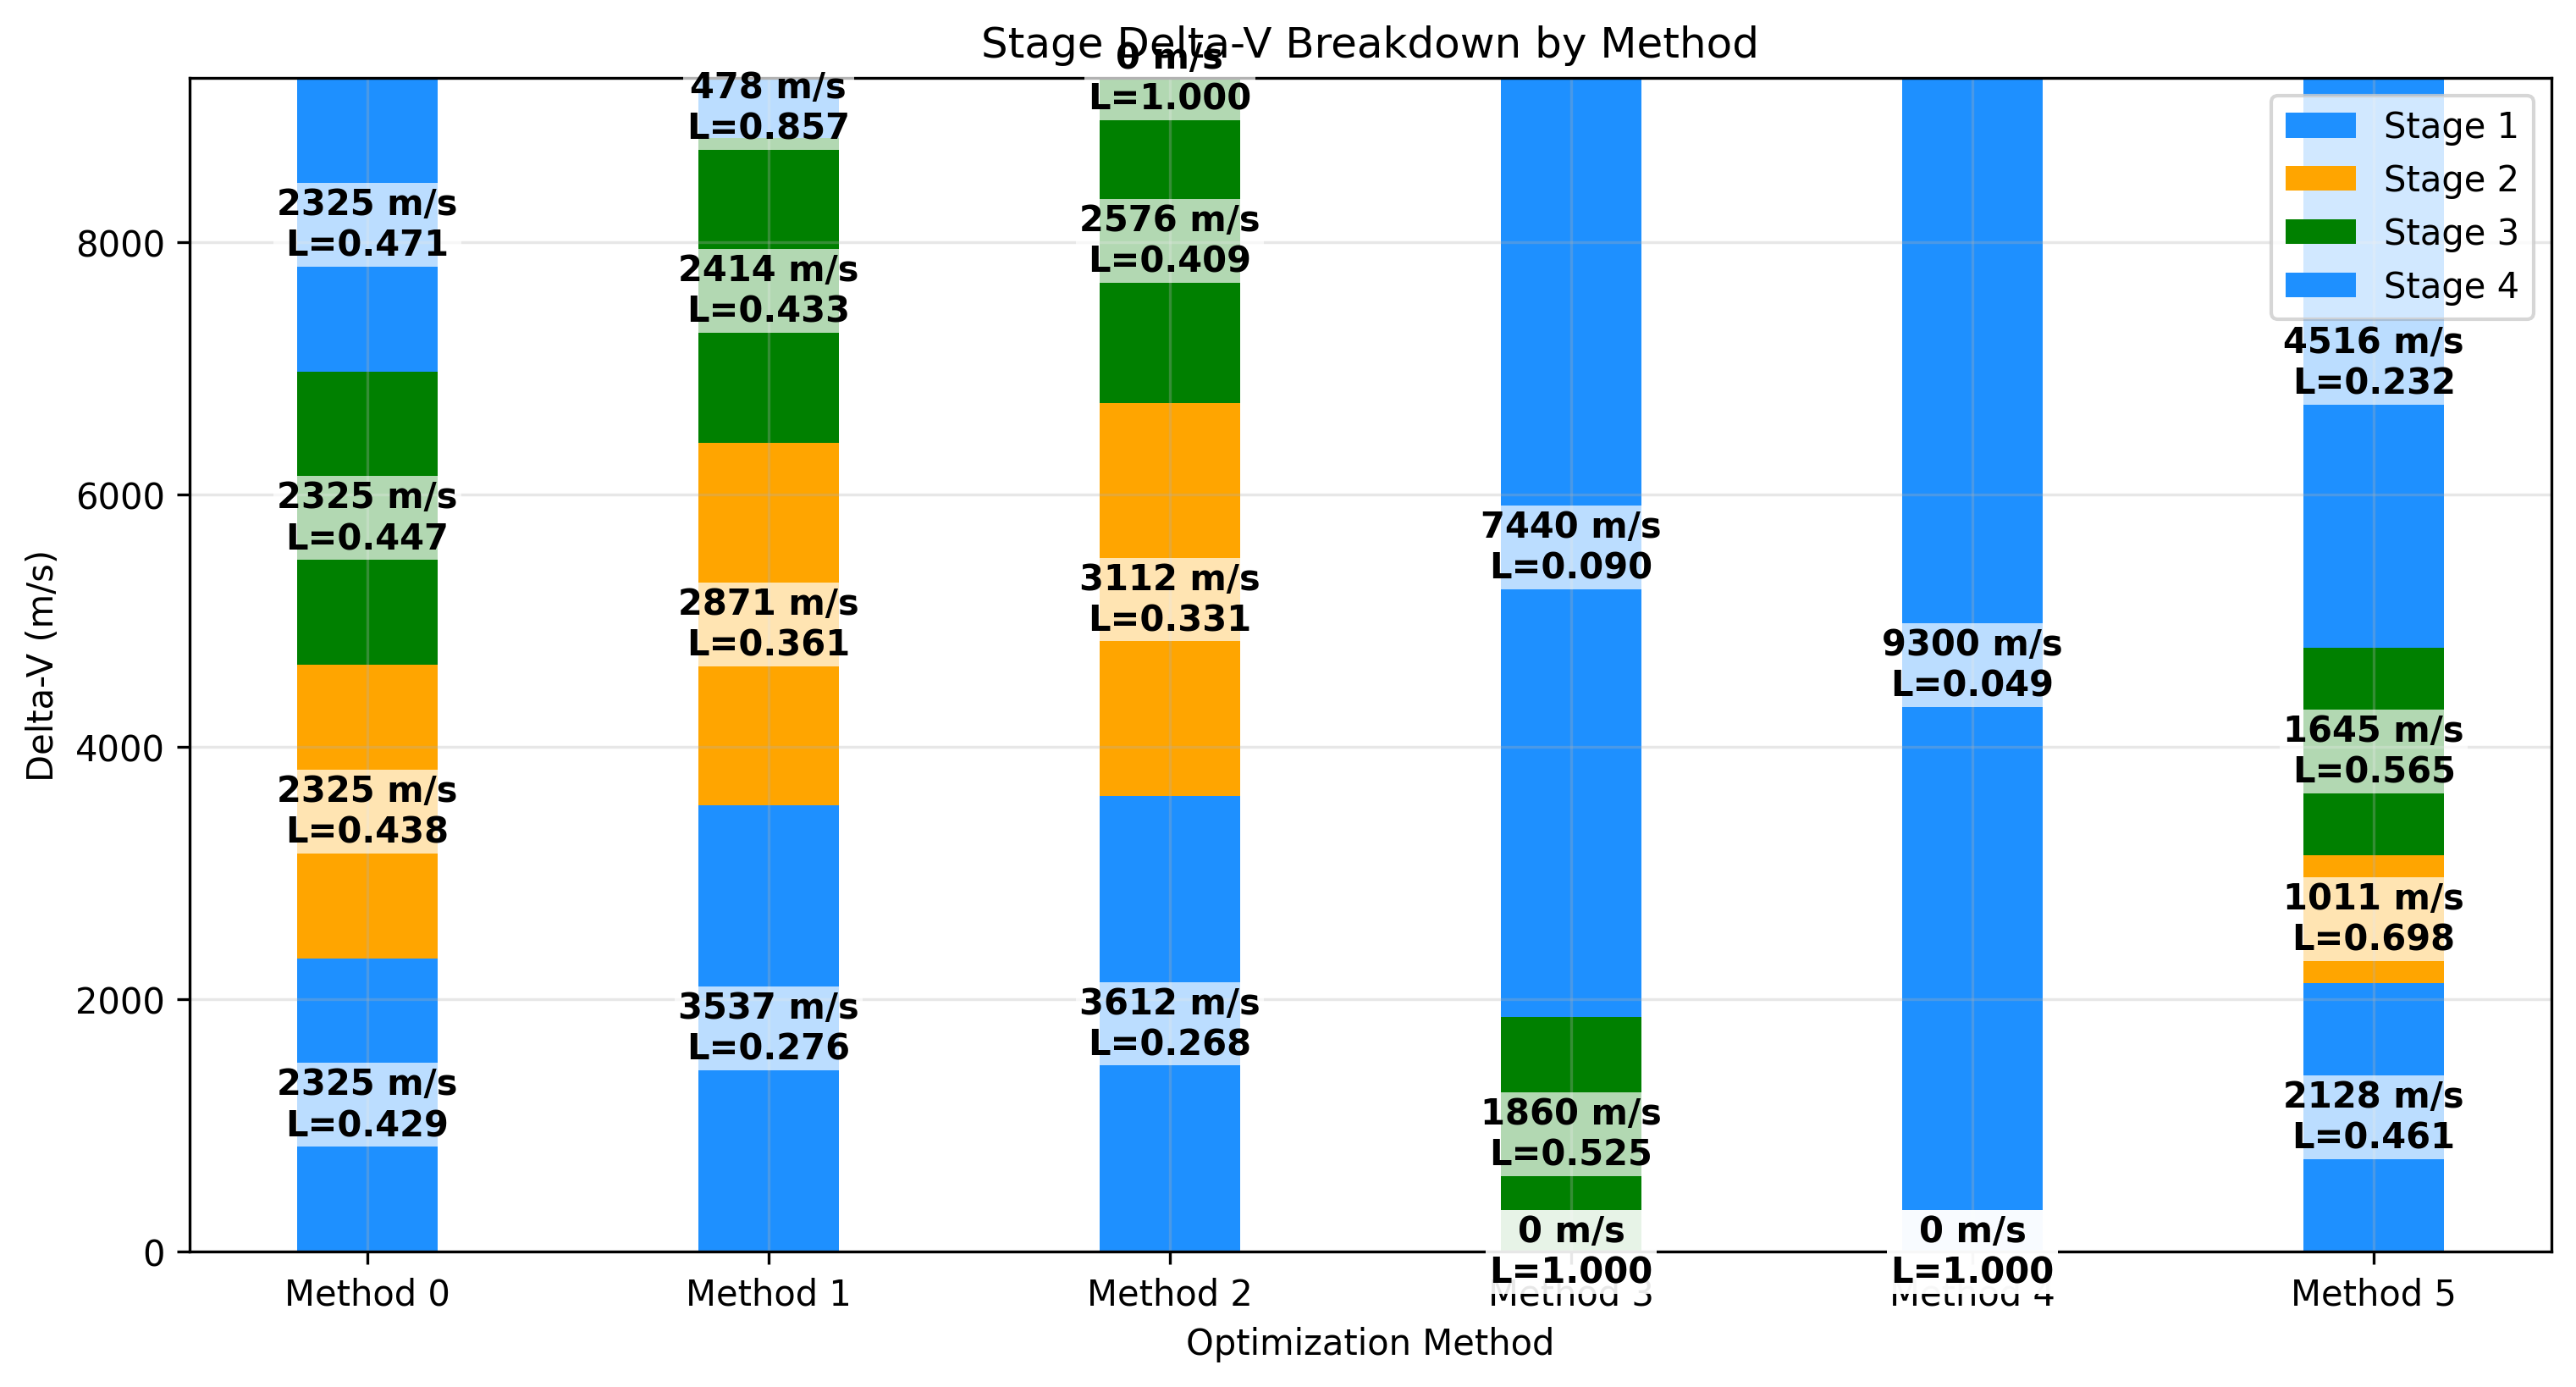 Stage Delta-V Breakdown by Method
0 m/s
L=1.000
478 m/s
L=0.857
2325 m/s
L=0.471
2414 m/s
L=0.433
2576 m/s
L=0.409
Stage 1
Stage 2
Stage 3
Stage 4
4516 m/s
L=0.232
2325 m/s
L=0.447
2871 m/s
L=0.361
3112 m/s
L=0.331
7440 m/s
L=0.090
9300 m/s
L=0.049
1645 m/s
L=0.565
2325 m/s
L=0.438
1011 m/s
L=0.698
2325 m/s
L=0.429
3537 m/s
L=0.276
3612 m/s
L=0.268
1860 m/s
L=0.525
2128 m/s
L=0.461
0 m/s
L=1.000
0 m/s
L=1.000
8000
6000
4000
2000
0
Delta-V (m/s)
Method 0
Method 1
Method 2
Method 3
Method 4
Method 5
Optimization Method